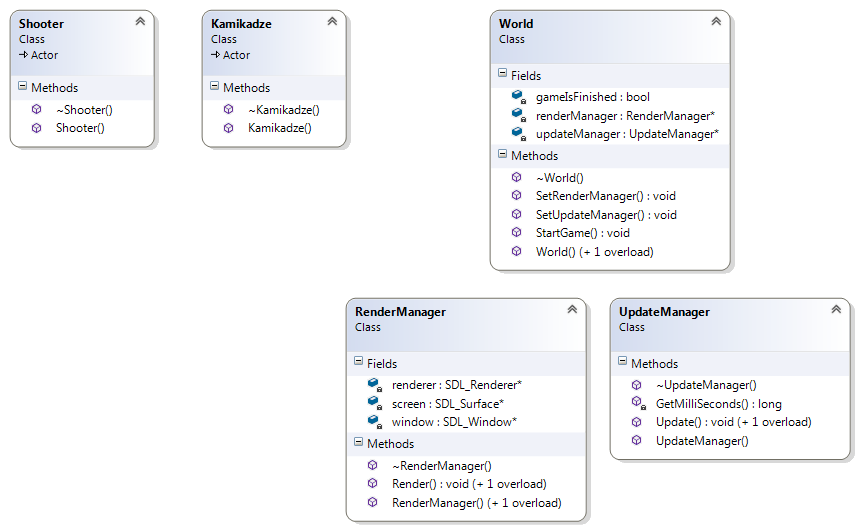 Shooter
Class
Actor
Methods
~Shooter()
Shooter()
Kamikadze
Class
Actor
Methods
~Kamikadze()
Kamikadze()
World
Class
Fields
gameIsFinished : bool
renderManager : RenderManager*
updateManager : UpdateManager*
Methods
~World()
SetRenderManager() : void
SetUpdateManager() : void
StartGame() : void
World() (+ 1 overload)
RenderManager
Class
Fields
renderer : SDL_Renderer*
screen : SDL_Surface*
window : SDL_Window*
Methods
~RenderManager()
Render() : void (+ 1 overload)
RenderManager() (+ 1 overload)
UpdateManager
Class
Methods
~UpdateManager()
GetMilliSeconds() : long
Update() : void (+ 1 overload)
UpdateManager()